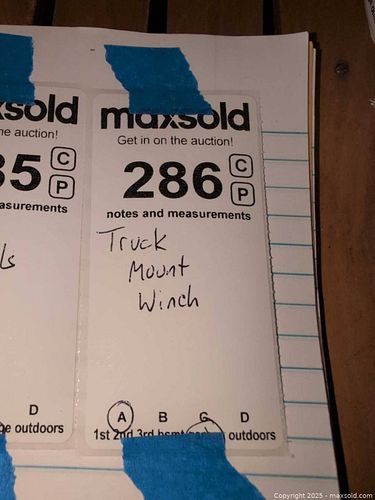 maxsold
Get in on the auction!
286 C
P
notes and measurements
Truck
Mount
Winch
A B C D
1st 2nd 3rd bsmt outdoors
xsold
he auction!
35 C
P
asurements
ls
D
ge outdoors
Copyright 2025 - maxsold.com